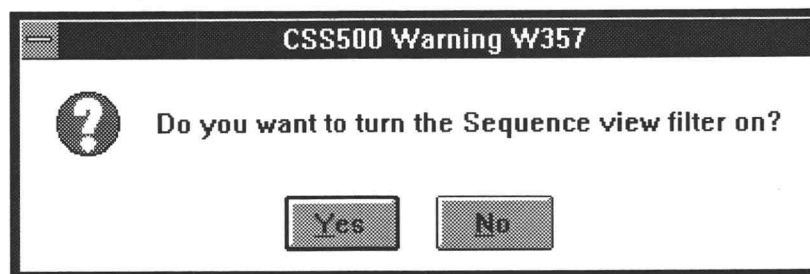 CSS500 Warning W357
Do you want to turn the Sequence view filter on?
Yes
No